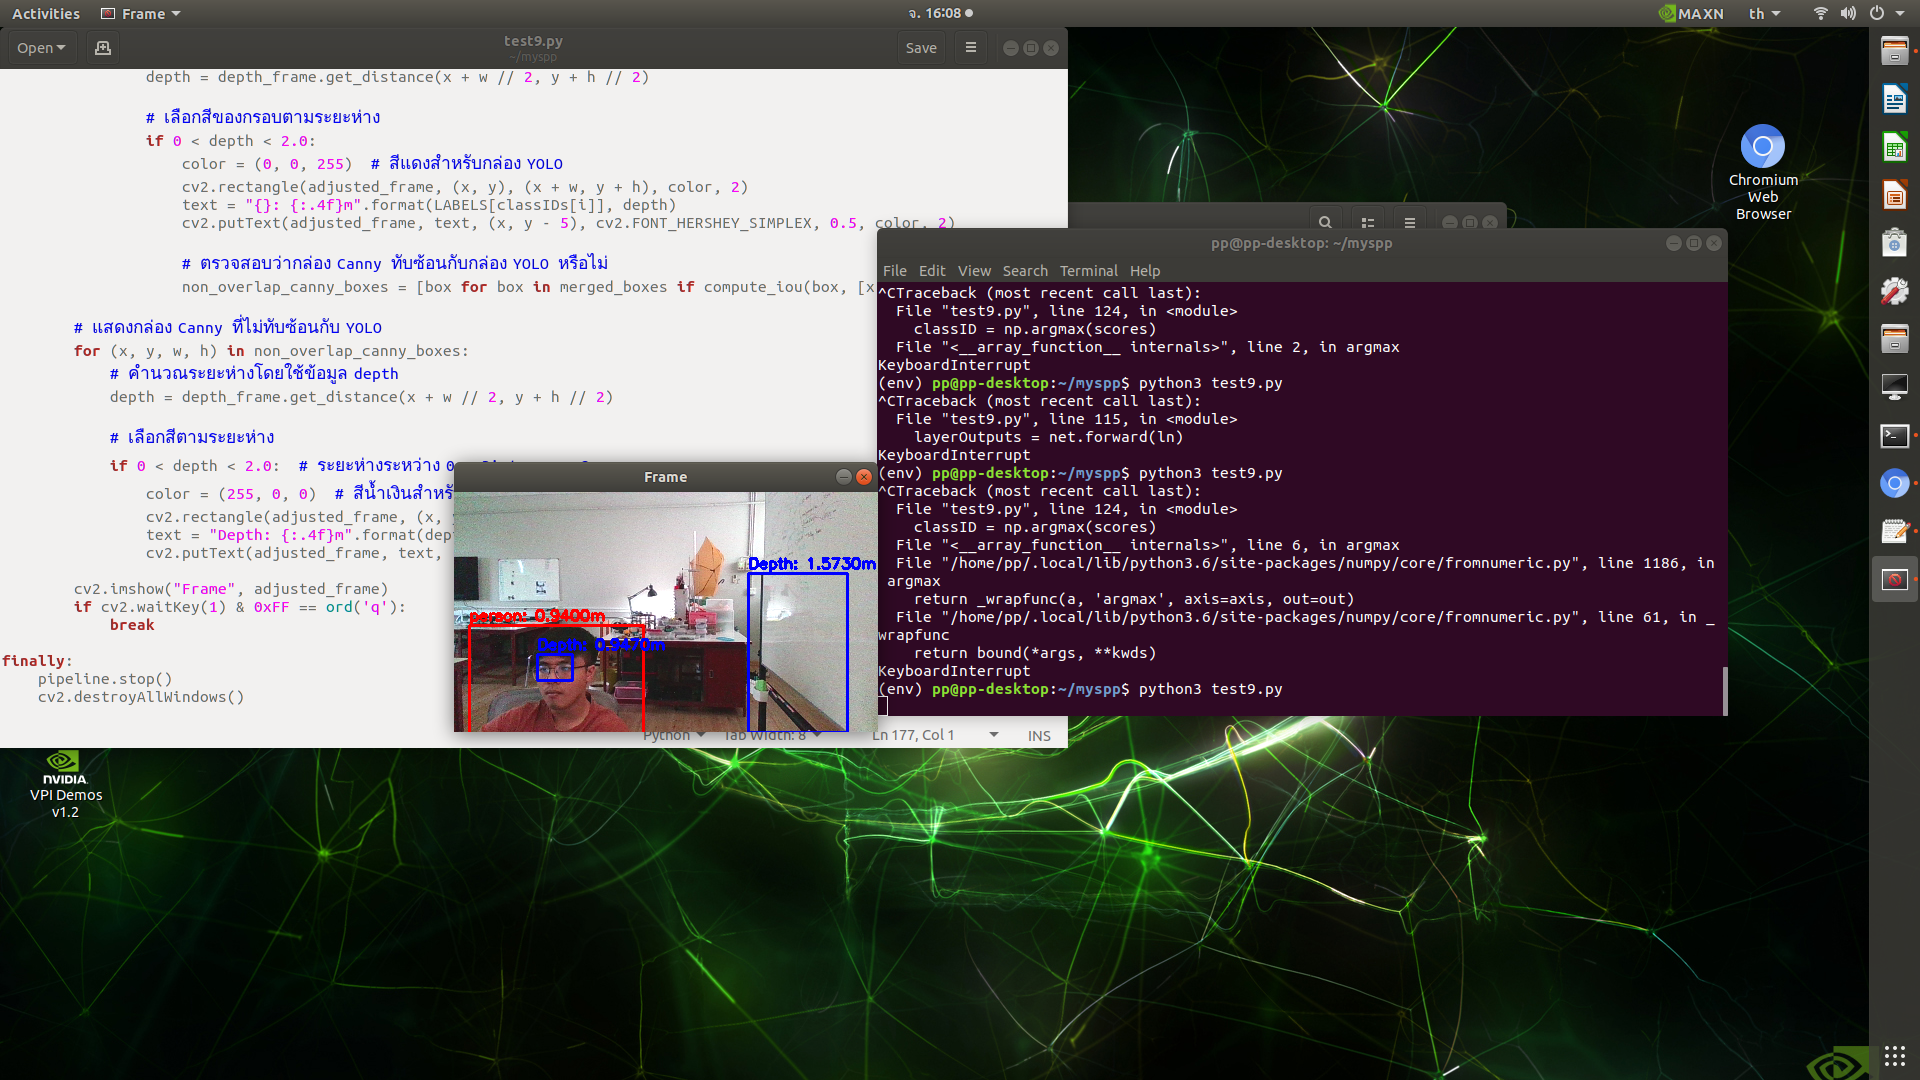 Activities
Frame
จ. 16:08
MAXN
th
Open
test9.py
~/myspp
Save
depth = depth_frame.get_distance(x + w // 2, y + h // 2)
# เลือกสีของกรอบตามระยะห่าง
if 0 < depth < 2.0:
color = (0, 0, 255)  # สีแดงสำหรับกล่อง YOLO
cv2.rectangle(adjusted_frame, (x, y), (x + w, y + h), color, 2)
text = "{}: {:.4f}m".format(LABELS[classIDs[i]], depth)
cv2.putText(adjusted_frame, text, (x, y - 5), cv2.FONT_HERSHEY_SIMPLEX, 0.5, color, 2)
# ตรวจสอบว่ากล่อง Canny ทับซ้อนกับกล่อง YOLO หรือไม่
non_overlap_canny_boxes = [box for box in merged_boxes if compute_iou(box, [x
# แสดงกล่อง Canny ที่ไม่ทับซ้อนกับ YOLO
for (x, y, w, h) in non_overlap_canny_boxes:
# คำนวณระยะห่างโดยใช้ข้อมูล depth
depth = depth_frame.get_distance(x + w // 2, y + h // 2)
# เลือกสีตามระยะห่าง
if 0 < depth < 2.0:  # ระยะห่างระหว่าง
color = (255, 0, 0)  # สีน้ำเงินสำหรั
cv2.rectangle(adjusted_frame, (x,
text = "Depth: {:.4f}m".format(dep
cv2.putText(adjusted_frame, text,
cv2.imshow("Frame", adjusted_frame)
if cv2.waitKey(1) & 0xFF == ord('q'):
break
finally:
pipeline.stop()
cv2.destroyAllWindows()
Python
Tab Width: 8
Ln 177, Col 1
INS
Frame
Depth: 1.5730m
person: 0.9400m
Depth: 0.9470m
pp@pp-desktop: ~/myspp
File Edit View Search Terminal Help
^CTraceback (most recent call last):
File "test9.py", line 124, in <module>
classID = np.argmax(scores)
File "<__array_function__ internals>", line 2, in argmax
KeyboardInterrupt
(env) pp@pp-desktop:~/myspp$ python3 test9.py
^CTraceback (most recent call last):
File "test9.py", line 115, in <module>
layerOutputs = net.forward(ln)
KeyboardInterrupt
(env) pp@pp-desktop:~/myspp$ python3 test9.py
^CTraceback (most recent call last):
File "test9.py", line 124, in <module>
classID = np.argmax(scores)
File "<__array_function__ internals>", line 6, in argmax
File "/home/pp/.local/lib/python3.6/site-packages/numpy/core/fromnumeric.py", line 1186, in
argmax
return _wrapfunc(a, 'argmax', axis=axis, out=out)
File "/home/pp/.local/lib/python3.6/site-packages/numpy/core/fromnumeric.py", line 61, in _
wrapfunc
return bound(*args, **kwds)
KeyboardInterrupt
(env) pp@pp-desktop:~/myspp$ python3 test9.py
Chromium
Web
Browser
NVIDIA.
VPI Demos
v1.2